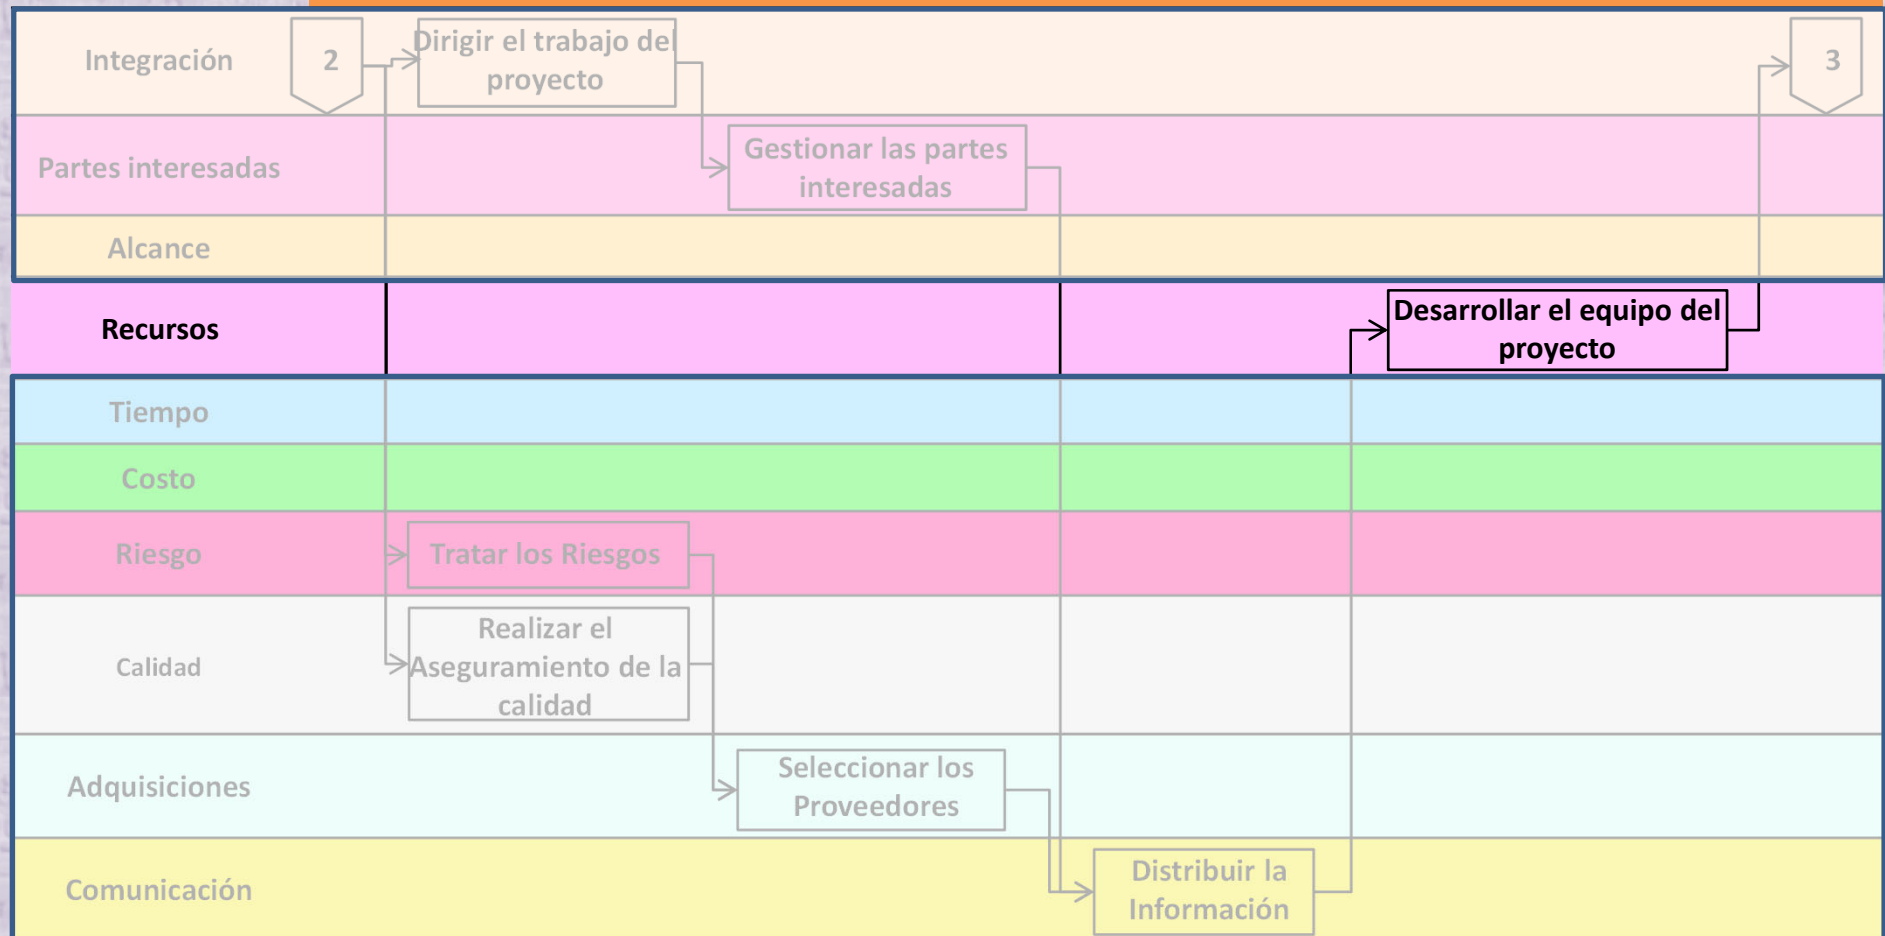 Integración
2
Dirigir el trabajo del
proyecto
3
Partes interesadas
Gestionar las partes
interesadas
Alcance
Recursos
Desarrollar el equipo del
proyecto
Tiempo
Costo
Riesgo
Tratar los Riesgos
Calidad
Realizar el
Aseguramiento de la
calidad
Adquisiciones
Seleccionar los
Proveedores
Comunicación
Distribuir la
Información